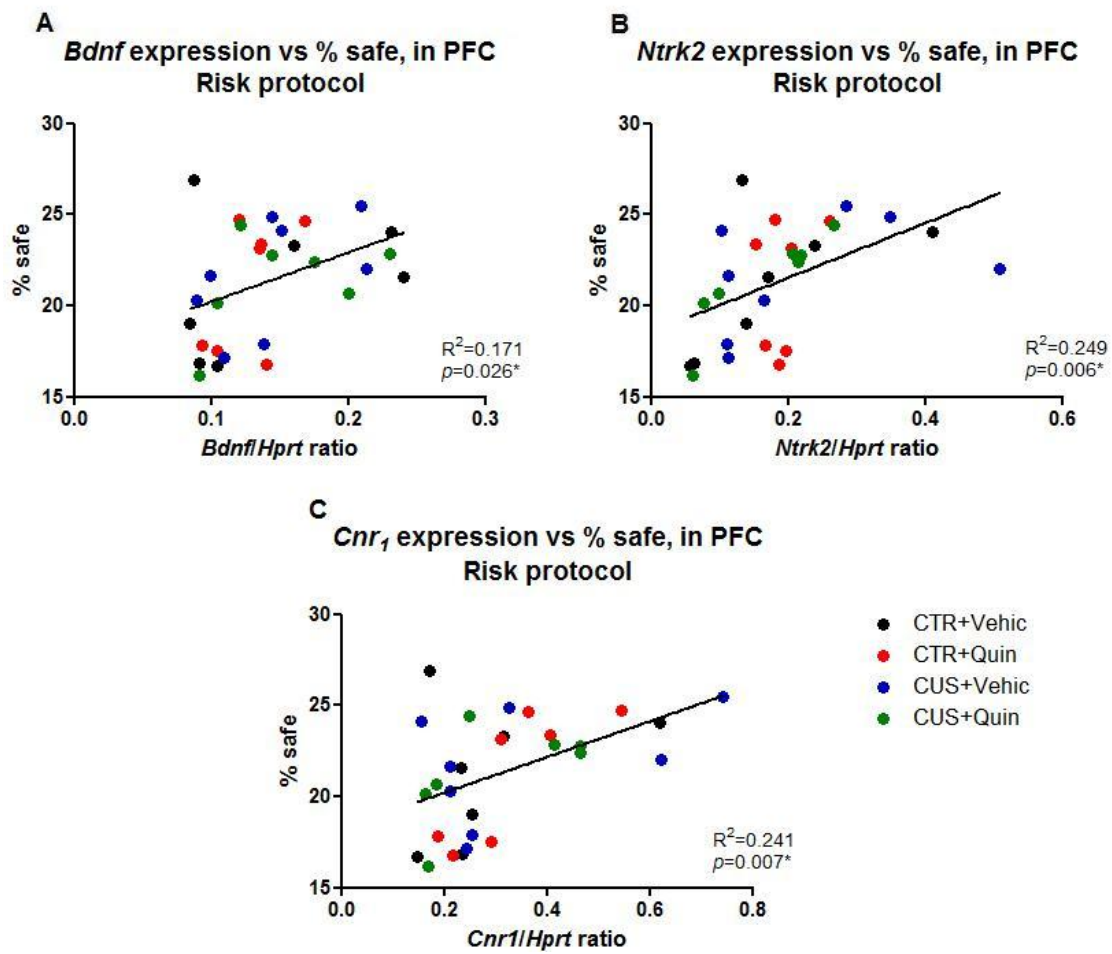 A
Bdnf expression vs % safe, in PFC
Risk protocol
30
25
20
15
% safe
0.0
0.1
0.2
0.3
Bdnf/Hprt ratio
R²=0.171
p=0.026*
B
Ntrk2 expression vs % safe, in PFC
Risk protocol
30
25
20
15
% safe
0.0
0.2
0.4
0.6
Ntrk2/Hprt ratio
R²=0.249
p=0.006*
C
Cnr₁ expression vs % safe, in PFC
Risk protocol
30
25
20
15
% safe
0.0
0.2
0.4
0.6
0.8
Cnr1/Hprt ratio
R²=0.241
p=0.007*
CTR+Vehic
CTR+Quin
CUS+Vehic
CUS+Quin